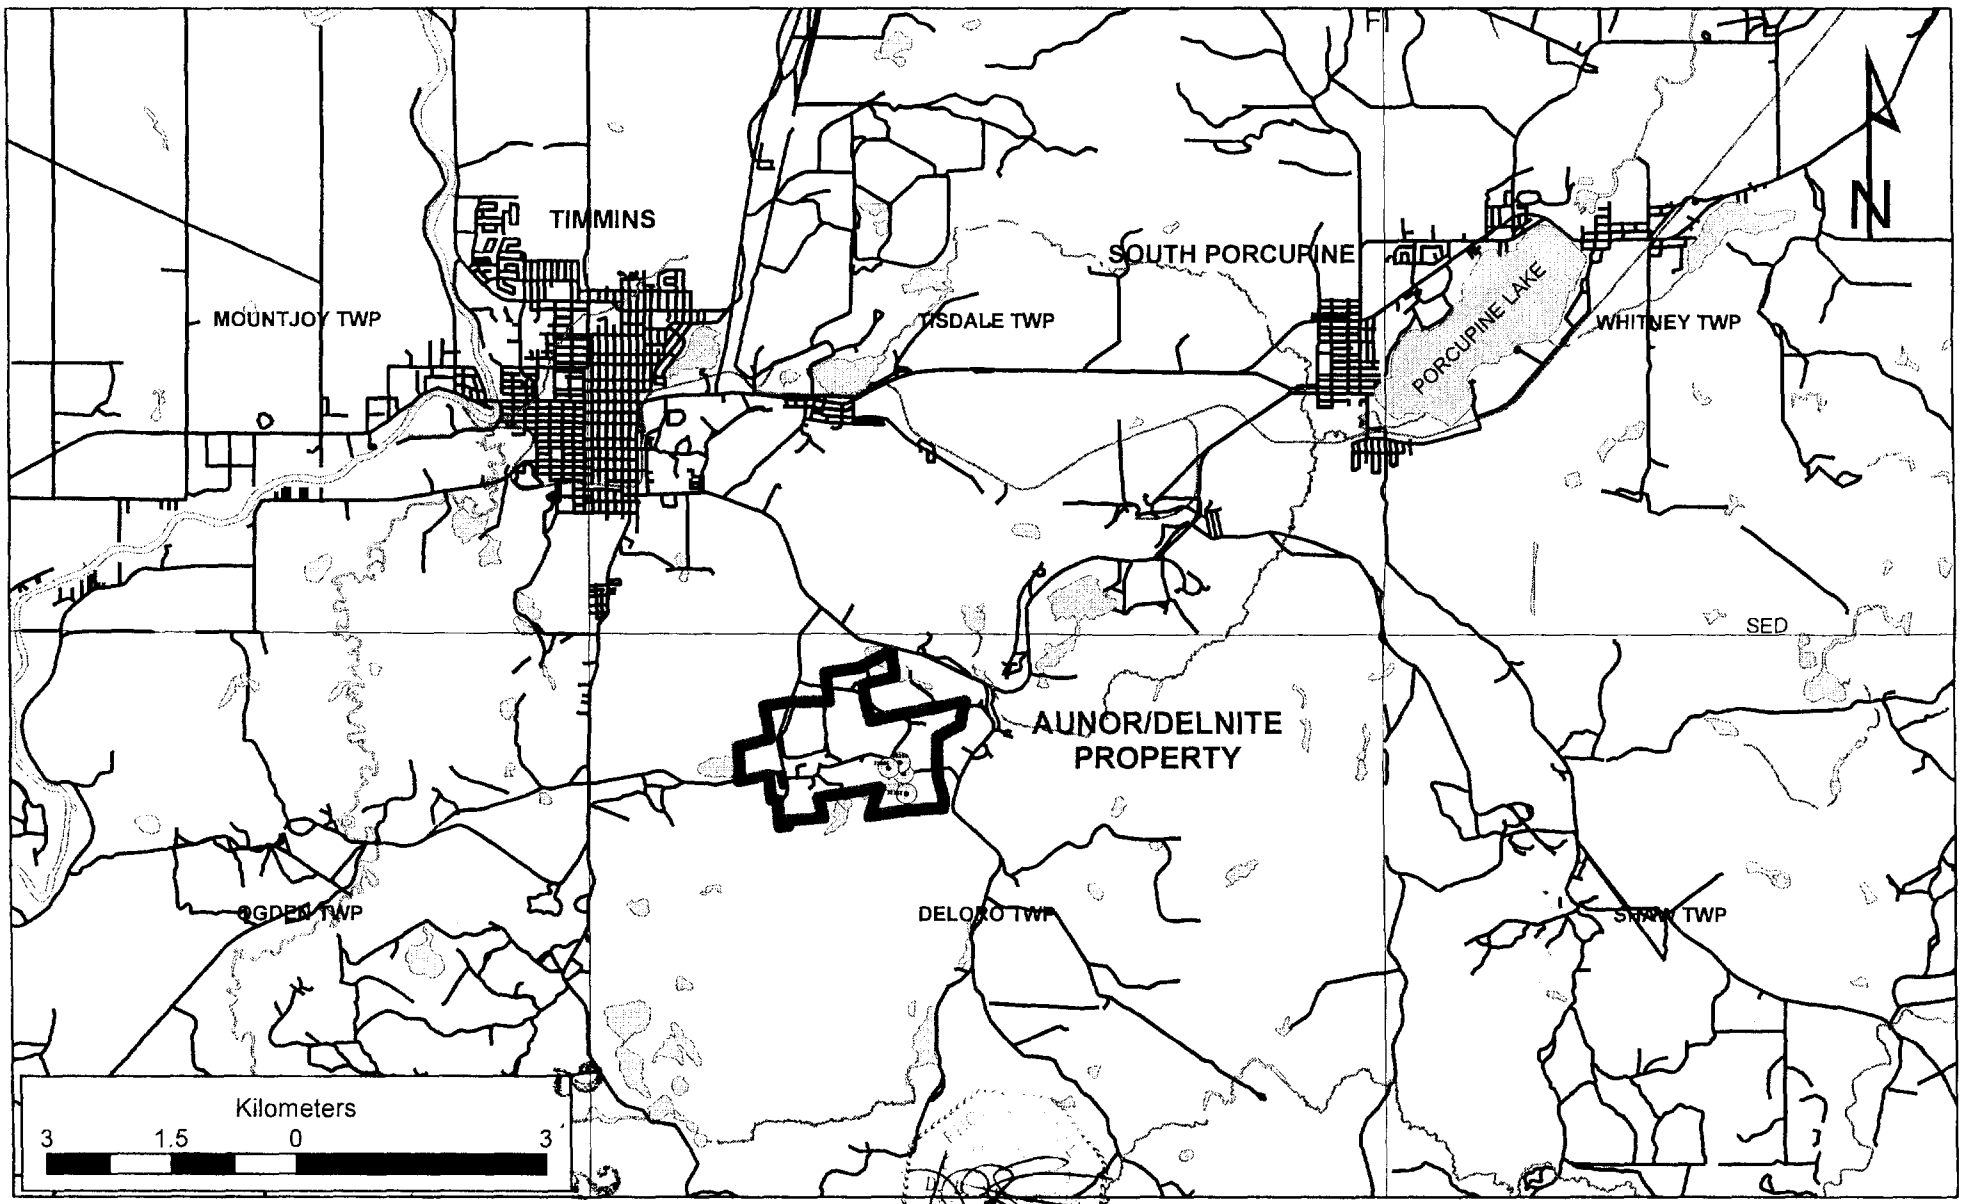 N
TIMMINS
SOUTH PORCUPINE
MOUNTJOY TWP
TISDALE TWP
PORCUPINE LAKE
WHITNEY TWP
SED
AUNOR/DELNITE
PROPERTY
OGDEN TWP
DELORO TWP
SHAW TWP
Kilometers
3 1.5 0 3